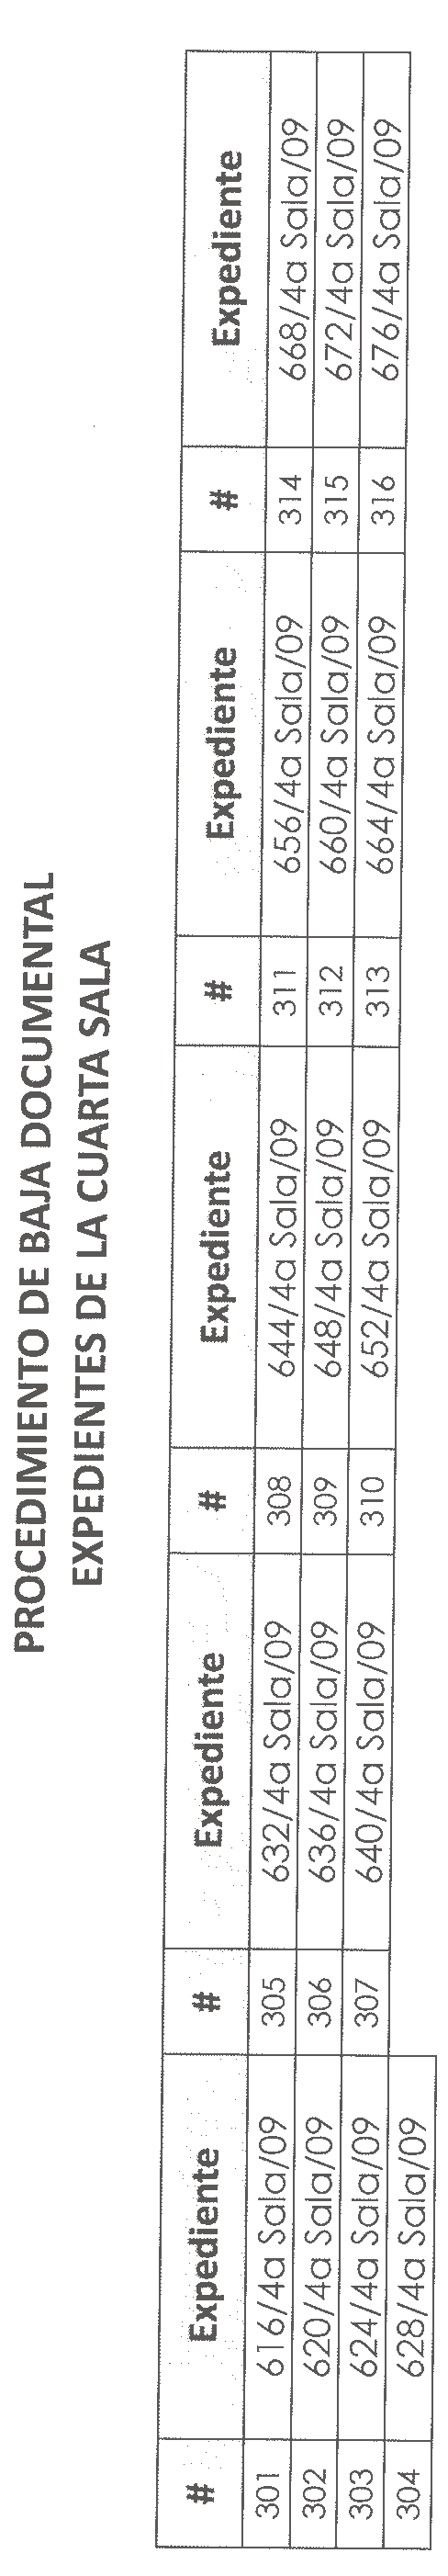 PROCEDIMIENTO DE BAJA DOCUMENTAL
EXPEDIENTES DE LA CUARTA SALA
# Expediente # Expediente # Expediente # Expediente # Expediente
301 616/4a Sala/09 305 632/4a Sala/09 308 644/4a Sala/09 311 656/4a Sala/09 314 668/4a Sala/09
302 620/4a Sala/09 306 636/4a Sala/09 309 648/4a Sala/09 312 660/4a Sala/09 315 672/4a Sala/09
303 624/4a Sala/09 307 640/4a Sala/09 310 652/4a Sala/09 313 664/4a Sala/09 316 676/4a Sala/09
304 628/4a Sala/09